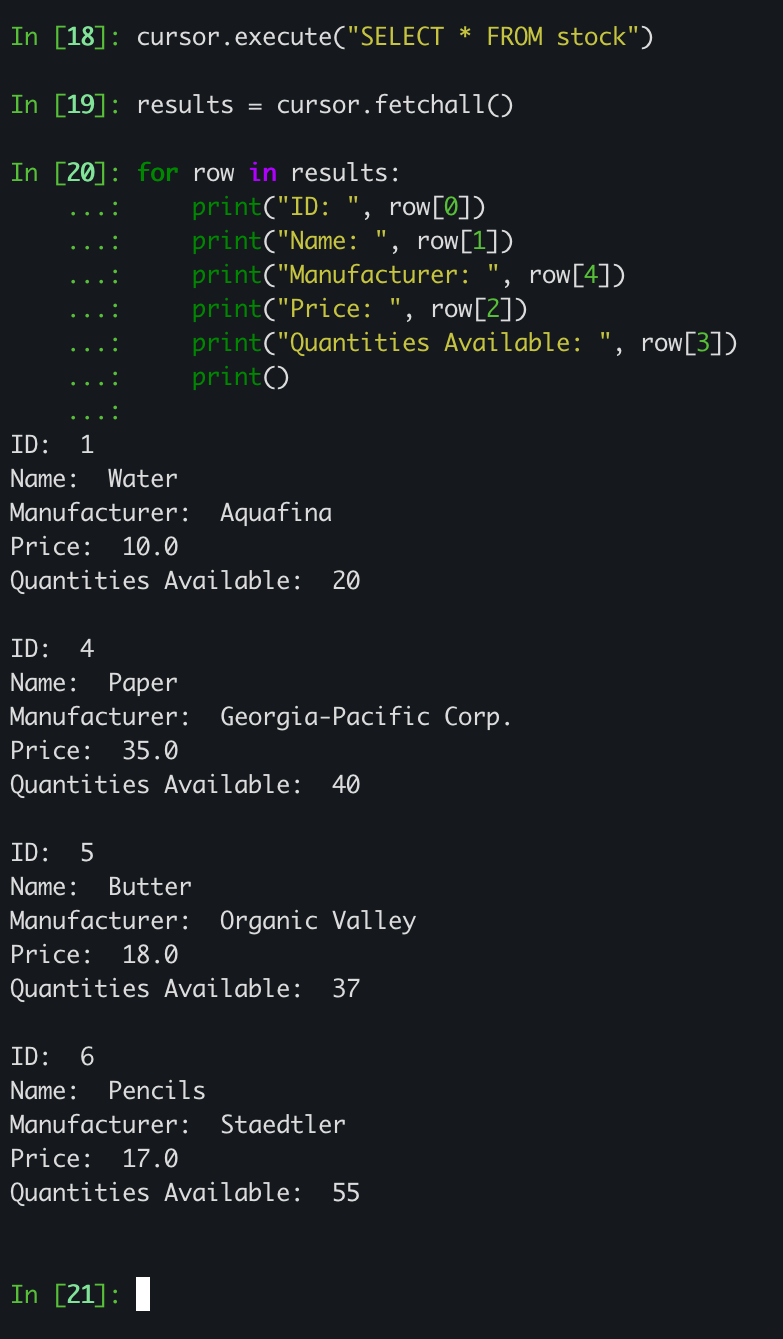 In [18]: cursor.execute("SELECT * FROM stock")
In [19]: results = cursor.fetchall()
In [20]: for row in results:
    ...:     print("ID: ", row[0])
    ...:     print("Name: ", row[1])
    ...:     print("Manufacturer: ", row[4])
    ...:     print("Price: ", row[2])
    ...:     print("Quantities Available: ", row[3])
    ...:     print()
    ...:
ID:  1
Name:  Water
Manufacturer:  Aquafina
Price:  10.0
Quantities Available:  20
ID:  4
Name:  Paper
Manufacturer:  Georgia-Pacific Corp.
Price:  35.0
Quantities Available:  40
ID:  5
Name:  Butter
Manufacturer:  Organic Valley
Price:  18.0
Quantities Available:  37
ID:  6
Name:  Pencils
Manufacturer:  Staedtler
Price:  17.0
Quantities Available:  55
In [21]: